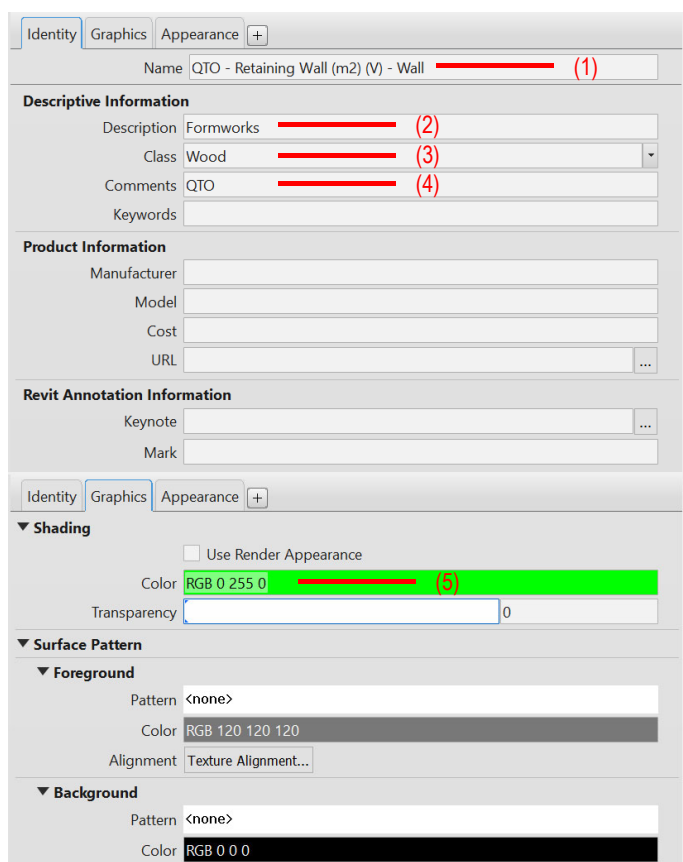 Identity Graphics Appearance +
Name QTO - Retaining Wall (m2) (V) - Wall (1)
Descriptive Information
Description Formworks (2)
Class Wood (3)
Comments QTO (4)
Keywords
Product Information
Manufacturer
Model
Cost
URL ...
Revit Annotation Information
Keynote ...
Mark
Identity Graphics Appearance +
Shading
Use Render Appearance
Color RGB 0 255 0 (5)
Transparency 0
Surface Pattern
Foreground
Pattern <none>
Color RGB 120 120 120
Alignment Texture Alignment...
Background
Pattern <none>
Color RGB 0 0 0